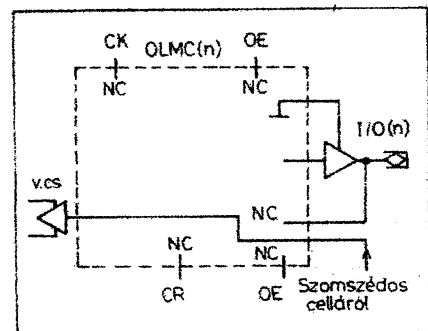 CK
OLMC(n)
OE
NC
NC
I/O(n)
v.cs
NC
NC
NC
CR
OE
Szomszédos
celláról